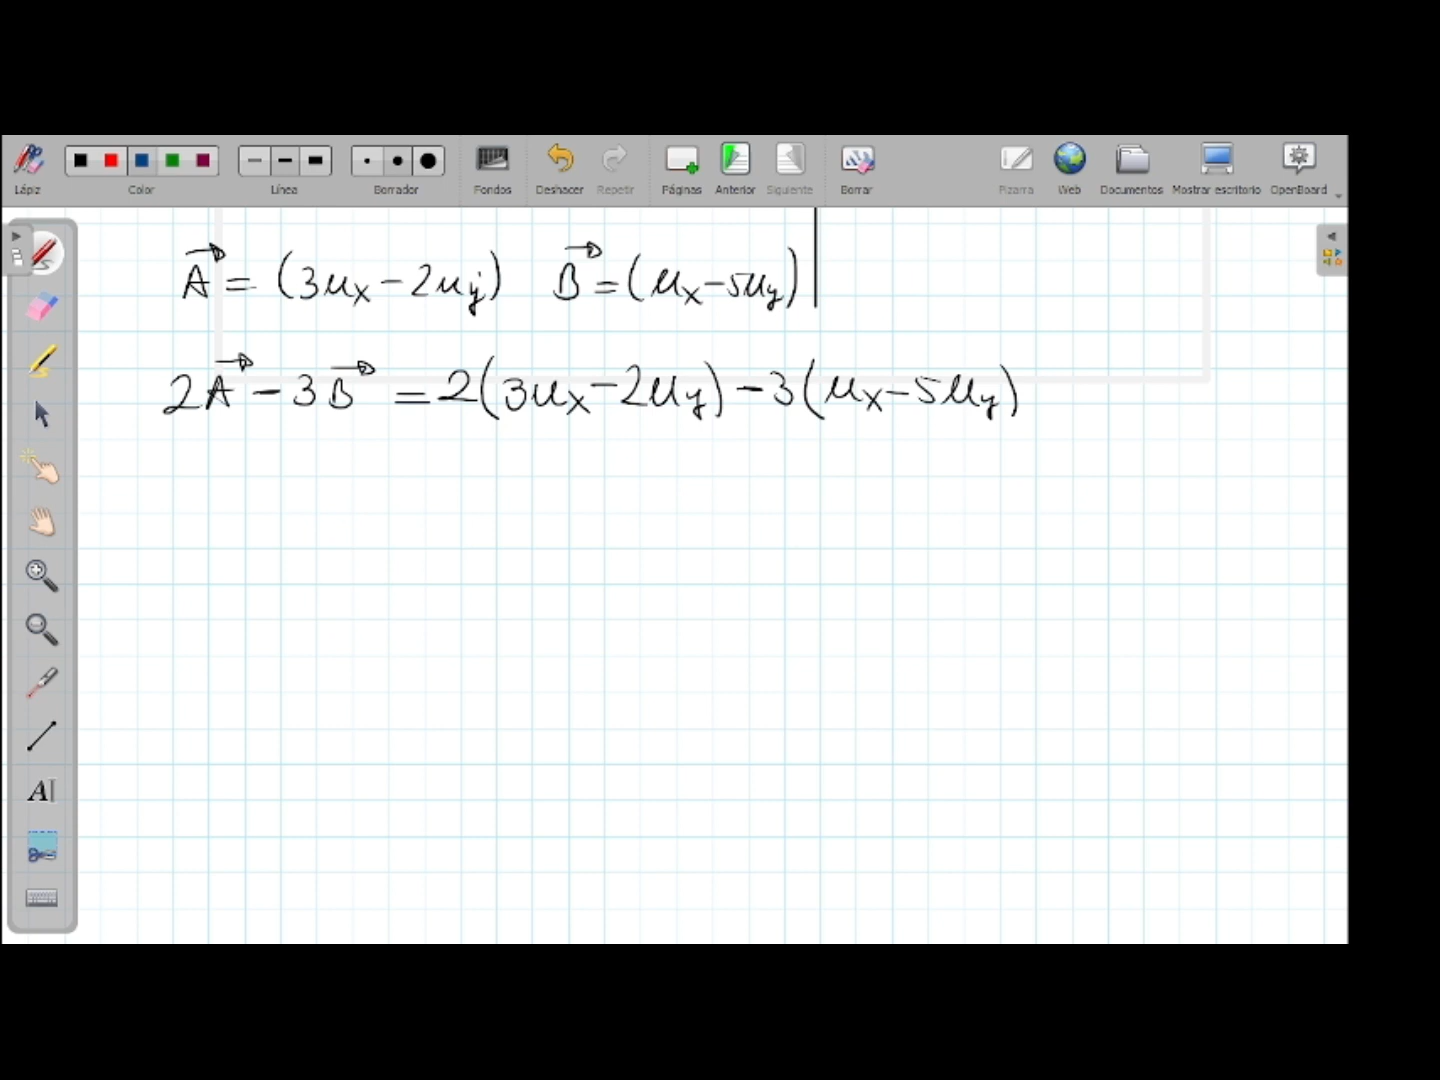 Lápiz Color Línea Borrador Fondos Deshacer Repetir Páginas Anterior Siguiente Borrar Pizarra Web Documentos Mostrar escritorio OpenBoard
A⃗ = (3ux − 2uy) B⃗ = (ux − 5uy)
2A⃗ − 3B⃗ = 2(3ux − 2uy) − 3(ux − 5uy)
A